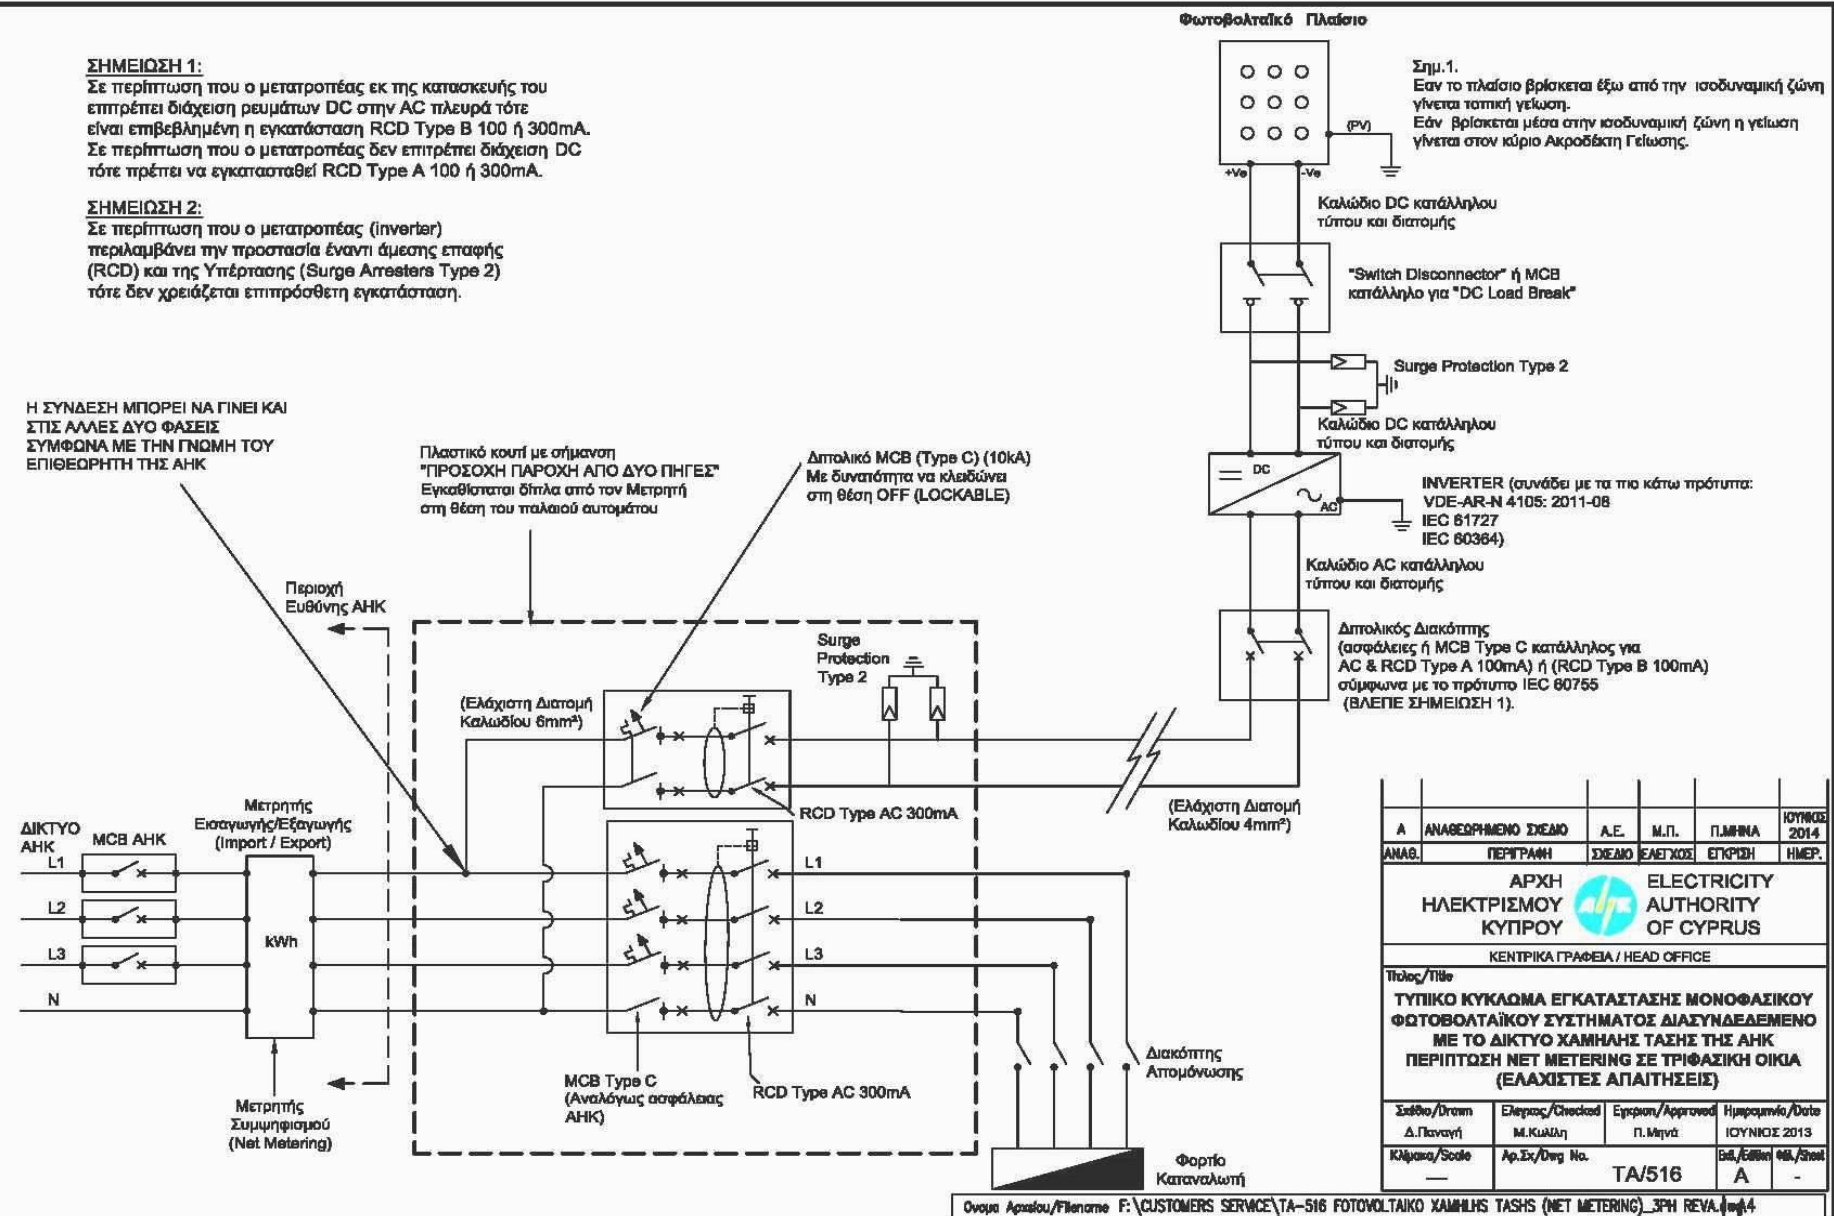 Φωτοβολταϊκό Πλαίσιο
ΣΗΜΕΙΩΣΗ 1:
Σε περίπτωση που ο μετατροπέας εκ της κατασκευής του
επιτρέπει διάχειση ρευμάτων DC στην AC πλευρά τότε
είναι επιβεβλημένη η εγκατάσταση RCD Type B 100 ή 300mA.
Σε περίπτωση που ο μετατροπέας δεν επιτρέπει διάχειση DC
τότε πρέπει να εγκατασταθεί RCD Type A 100 ή 300mA.
ΣΗΜΕΙΩΣΗ 2:
Σε περίπτωση που ο μετατροπέας (inverter)
περιλαμβάνει την προστασία έναντι άμεσης επαφής
(RCD) και της Υπέρτασης (Surge Arresters Type 2)
τότε δεν χρειάζεται επιπρόσθετη εγκατάσταση.
Σημ.1.
Εαν το πλαίσιο βρίσκεται έξω από την ισοδυναμική ζώνη
γίνεται τοπική γείωση.
Εάν βρίσκεται μέσα στην ισοδυναμική ζώνη η γείωση
γίνεται στον κύριο Ακροδέκτη Γείωσης.
(PV)
+Ve
-Ve
Καλώδιο DC κατάλληλου
τύπου και διατομής
"Switch Disconnector" ή MCB
κατάλληλο για "DC Load Break"
Surge Protection Type 2
Καλώδιο DC κατάλληλου
τύπου και διατομής
DC
AC
INVERTER (συνάδει με τα πιο κάτω πρότυπα:
VDE-AR-N 4105: 2011-08
IEC 61727
IEC 60364)
Καλώδιο AC κατάλληλου
τύπου και διατομής
Διπολικός Διακόπτης
(ασφάλειες ή MCB Type C κατάλληλος για
AC & RCD Type A 100mA) ή (RCD Type B 100mA)
σύμφωνα με το πρότυπο IEC 60755
(ΒΛΕΠΕ ΣΗΜΕΙΩΣΗ 1).
Η ΣΥΝΔΕΣΗ ΜΠΟΡΕΙ ΝΑ ΓΙΝΕΙ ΚΑΙ
ΣΤΙΣ ΑΛΛΕΣ ΔΥΟ ΦΑΣΕΙΣ
ΣΥΜΦΩΝΑ ΜΕ ΤΗΝ ΓΝΩΜΗ ΤΟΥ
ΕΠΙΘΕΩΡΗΤΗ ΤΗΣ ΑΗΚ
Πλαστικό κουτί με σήμανση
"ΠΡΟΣΟΧΗ ΠΑΡΟΧΗ ΑΠΟ ΔΥΟ ΠΗΓΕΣ"
Εγκαθίσταται δίπλα από τον Μετρητή
στη θέση του παλαιού αυτομάτου
Διπολικό MCB (Type C) (10kA)
Με δυνατότητα να κλειδώνει
στη θέση OFF (LOCKABLE)
Περιοχή
Ευθύνης ΑΗΚ
Surge
Protection
Type 2
(Ελάχιστη Διατομή
Καλωδίου 6mm²)
RCD Type AC 300mA
(Ελάχιστη Διατομή
Καλωδίου 4mm²)
Μετρητής
Εισαγωγής/Εξαγωγής
(Import / Export)
ΔΙΚΤΥΟ
ΑΗΚ
MCB ΑΗΚ
L1
L2
L3
N
kWh
L1
L2
L3
N
MCB Type C
(Αναλόγως ασφάλειας
ΑΗΚ)
RCD Type AC 300mA
Μετρητής
Συμψηφισμού
(Net Metering)
Διακόπτης
Απομόνωσης
Φορτίο
Καταναλωτή
Α ΑΝΑΘΕΩΡΗΜΕΝΟ ΣΧΕΔΙΟ Α.Ε. Μ.Π. Π.ΜΗΝΑ ΙΟΥΝΙΟΣ 2014
ΑΝΑΘ. ΠΕΡΙΓΡΑΦΗ ΣΧΕΔΙΟ ΕΛΕΓΧΟΣ ΕΓΚΡΙΣΗ ΗΜΕΡ.
ΑΡΧΗ
ΗΛΕΚΤΡΙΣΜΟΥ
ΚΥΠΡΟΥ
ΑΗΚ
ELECTRICITY
AUTHORITY
OF CYPRUS
ΚΕΝΤΡΙΚΑ ΓΡΑΦΕΙΑ / HEAD OFFICE
Τίτλος/Title
ΤΥΠΙΚΟ ΚΥΚΛΩΜΑ ΕΓΚΑΤΑΣΤΑΣΗΣ ΜΟΝΟΦΑΣΙΚΟΥ
ΦΩΤΟΒΟΛΤΑΪΚΟΥ ΣΥΣΤΗΜΑΤΟΣ ΔΙΑΣΥΝΔΕΔΕΜΕΝΟ
ΜΕ ΤΟ ΔΙΚΤΥΟ ΧΑΜΗΛΗΣ ΤΑΣΗΣ ΤΗΣ ΑΗΚ
ΠΕΡΙΠΤΩΣΗ NET METERING ΣΕ ΤΡΙΦΑΣΙΚΗ ΟΙΚΙΑ
(ΕΛΑΧΙΣΤΕΣ ΑΠΑΙΤΗΣΕΙΣ)
Σχέδιο/Drawn Ελεγχος/Checked Εγκριση/Approved Ημερομηνία/Date
Δ.Παναγή Μ.Κυλίλη Π.Μηνά ΙΟΥΝΙΟΣ 2013
Κλίμακα/Scale Αρ.Σχ/Dwg No. Εκδ./Edition Φύλ./Sheet
— TA/516 A -
Ονομα Αρχείου/Filename F:\CUSTOMERS SERVICE\TA-516 FOTOVOLTAIKO XAMHLHS TASHS (NET METERING)_3PH REVA.dwg